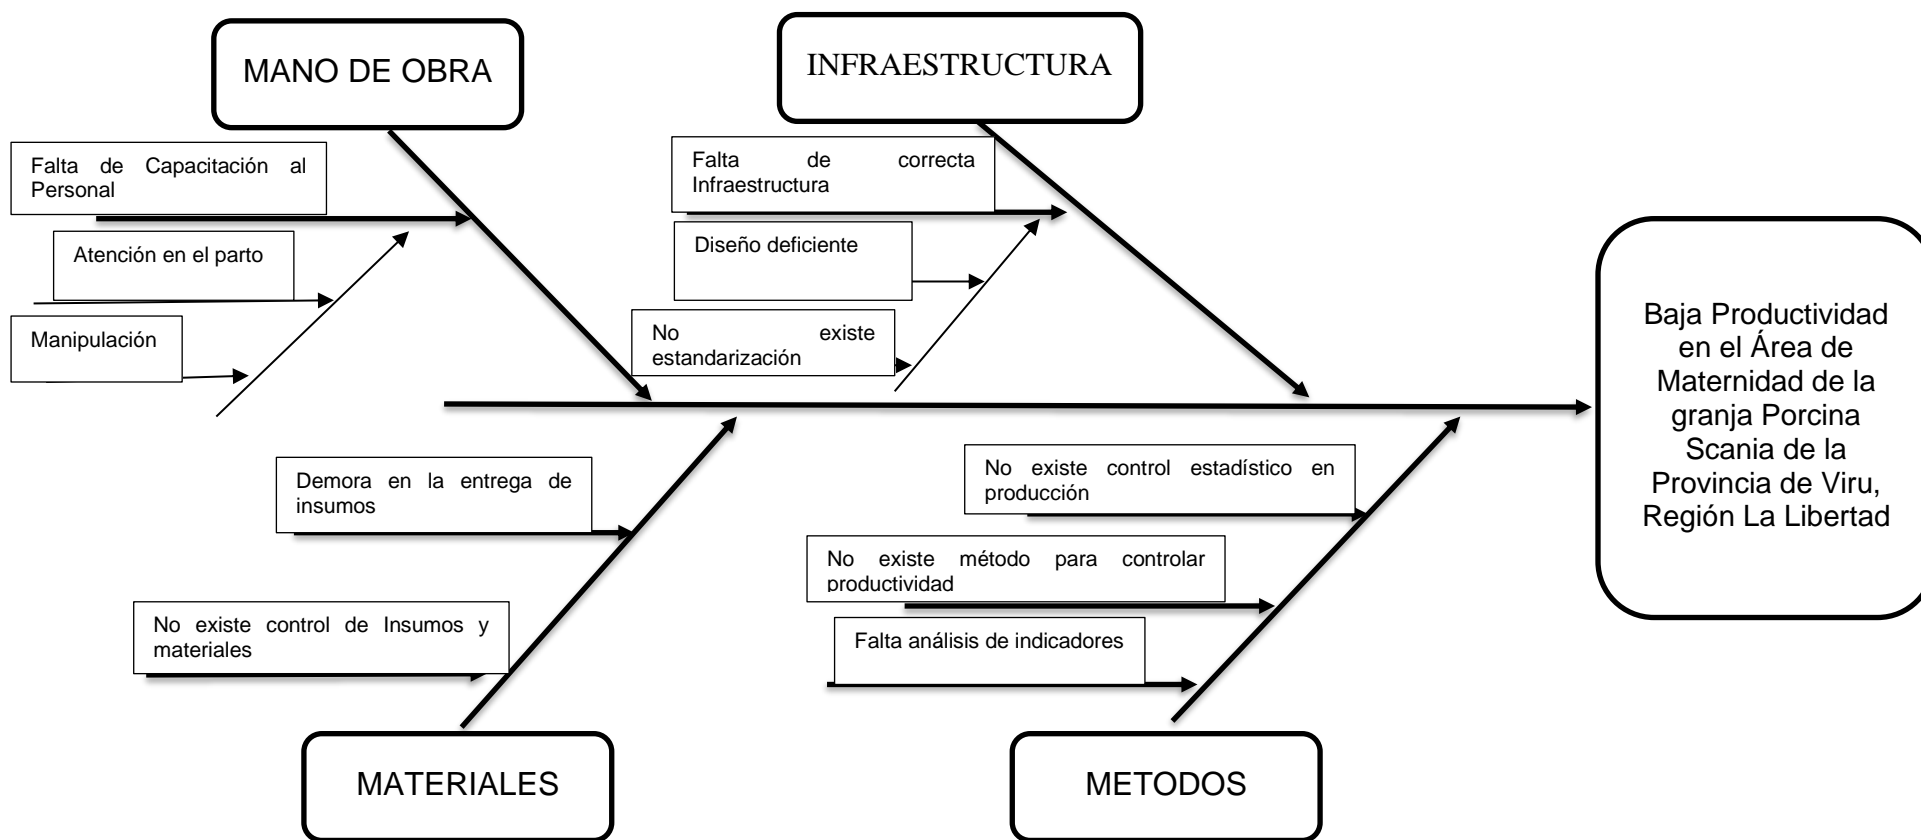 MANO DE OBRA
INFRAESTRUCTURA
Falta de Capacitación al
Personal
Atención en el parto
Manipulación
Falta de correcta
Infraestructura
Diseño deficiente
No existe
estandarización
Baja Productividad
en el Área de
Maternidad de la
granja Porcina
Scania de la
Provincia de Viru,
Región La Libertad
Demora en la entrega de
insumos
No existe control de Insumos y
materiales
No existe control estadístico en
producción
No existe método para controlar
productividad
Falta análisis de indicadores
MATERIALES
METODOS